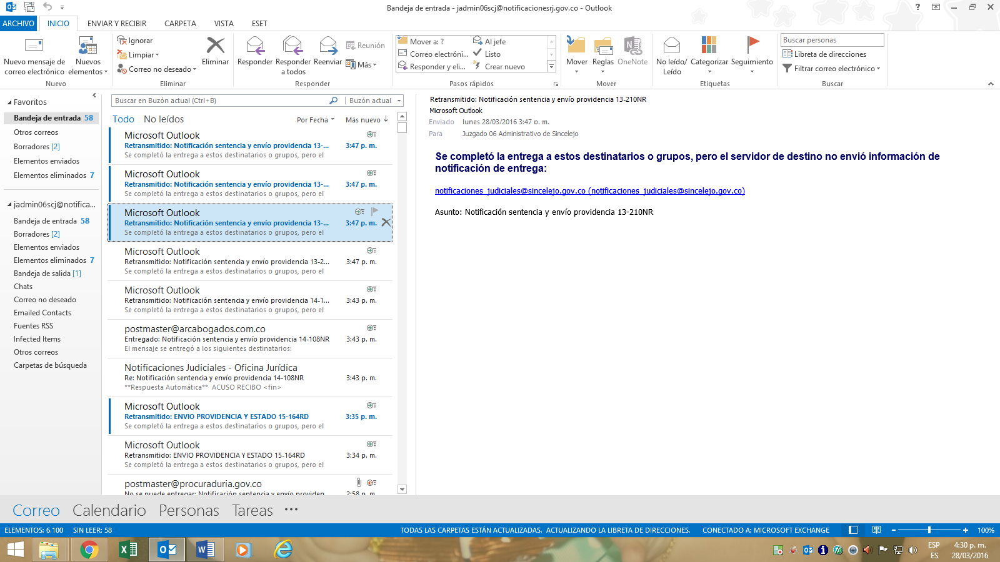 Bandeja de entrada - jadmin06scj@notificacionesrj.gov.co - Outlook
ARCHIVO INICIO ENVIAR Y RECIBIR CARPETA VISTA ESET
Nuevo mensaje de correo electrónico
Nuevos elementos
Nuevo
Ignorar
Limpiar
Correo no deseado
Eliminar
Eliminar
Responder
Responder a todos
Reenviar
Reunión
Más
Responder
Mover a: ?
Correo electróni...
Responder y eli...
Al jefe
Listo
Crear nuevo
Pasos rápidos
Mover
Reglas
OneNote
Mover
No leído/ Leído
Categorizar
Seguimiento
Etiquetas
Buscar personas
Libreta de direcciones
Filtrar correo electrónico
Buscar
Favoritos
Bandeja de entrada 58
Otros correos
Borradores [2]
Elementos enviados
Elementos eliminados 7
jadmin06scj@notifica...
Bandeja de entrada 58
Borradores [2]
Elementos enviados
Elementos eliminados 7
Bandeja de salida [1]
Chats
Correo no deseado
Emailed Contacts
Fuentes RSS
Infected Items
Otros correos
Carpetas de búsqueda
Buscar en Buzón actual (Ctrl+B) Buzón actual
Todo No leídos Por Fecha Más nuevo
Microsoft Outlook
Retransmitido: Notificación sentencia y envío providencia 13-... 3:47 p. m.
Se completó la entrega a estos destinatarios o grupos, pero el
Microsoft Outlook
Retransmitido: Notificación sentencia y envío providencia 13-... 3:47 p. m.
Se completó la entrega a estos destinatarios o grupos, pero el
Microsoft Outlook
Retransmitido: Notificación sentencia y envío providencia 13-... 3:47 p. m.
Se completó la entrega a estos destinatarios o grupos, pero el
Microsoft Outlook
Retransmitido: Notificación sentencia y envío providencia 13-2... 3:47 p. m.
Se completó la entrega a estos destinatarios o grupos, pero el
Microsoft Outlook
Retransmitido: Notificación sentencia y envío providencia 14-1... 3:43 p. m.
Se completó la entrega a estos destinatarios o grupos, pero el
postmaster@arcabogados.com.co
Entregado: Notificación sentencia y envío providencia 14-108NR 3:43 p. m.
El mensaje se entregó a los siguientes destinatarios:
Notificaciones Judiciales - Oficina Jurídica
Re: Notificación sentencia y envío providencia 14-108NR 3:43 p. m.
**Respuesta Automática** ACUSO RECIBO <fin>
Microsoft Outlook
Retransmitido: ENVIO PROVIDENCIA Y ESTADO 15-164RD 3:35 p. m.
Se completó la entrega a estos destinatarios o grupos, pero el
Microsoft Outlook
Retransmitido: ENVIO PROVIDENCIA Y ESTADO 15-164RD 3:34 p. m.
Se completó la entrega a estos destinatarios o grupos, pero el
postmaster@procuraduria.gov.co
No se puede entregar: Notificación sentencia y envío providen 2:58 p. m.
Retransmitido: Notificación sentencia y envío providencia 13-210NR
Microsoft Outlook
Enviado lunes 28/03/2016 3:47 p. m.
Para Juzgado 06 Administrativo de Sincelejo
Se completó la entrega a estos destinatarios o grupos, pero el servidor de destino no envió información de
notificación de entrega:
notificaciones_judiciales@sincelejo.gov.co (notificaciones_judiciales@sincelejo.gov.co)
Asunto: Notificación sentencia y envío providencia 13-210NR
Correo Calendario Personas Tareas ...
ELEMENTOS: 6.100 SIN LEER: 58 TODAS LAS CARPETAS ESTÁN ACTUALIZADAS. ACTUALIZANDO LA LIBRETA DE DIRECCIONES. CONECTADO A: MICROSOFT EXCHANGE 100%
ESP 4:30 p. m.
ES 28/03/2016